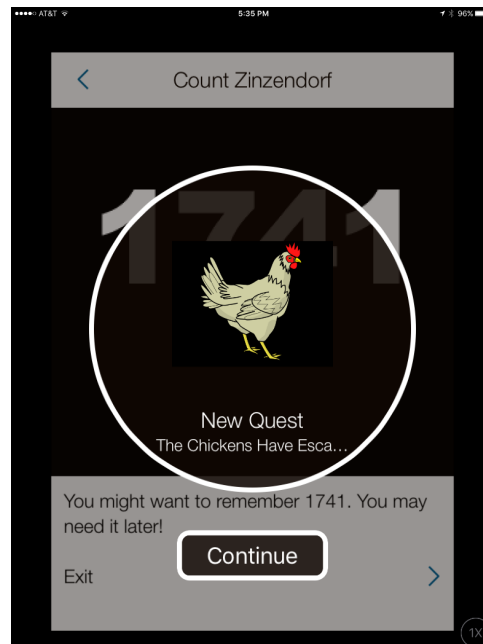 AT&T 5:35 PM 96%
Count Zinzendorf
1741
New Quest
The Chickens Have Esca...
You might want to remember 1741. You may
need it later!
Continue
Exit
1X